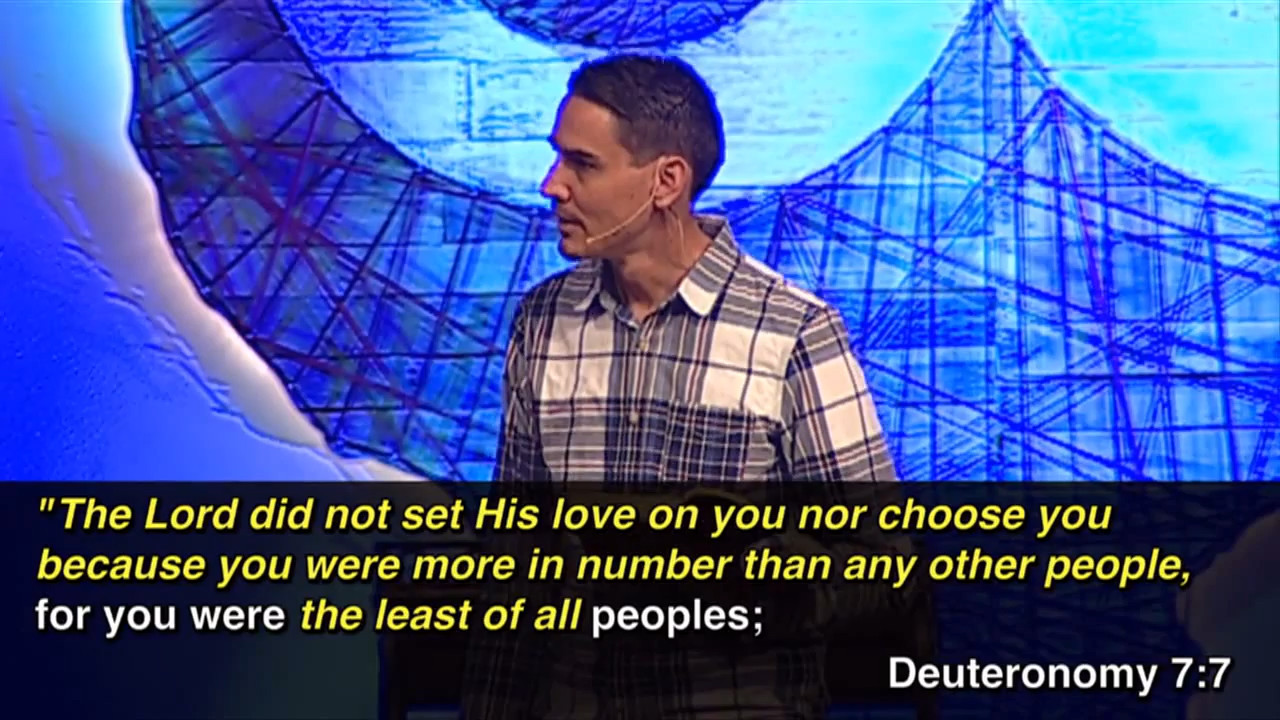 "The Lord did not set His love on you nor choose you
because you were more in number than any other people,
for you were the least of all peoples;
Deuteronomy 7:7